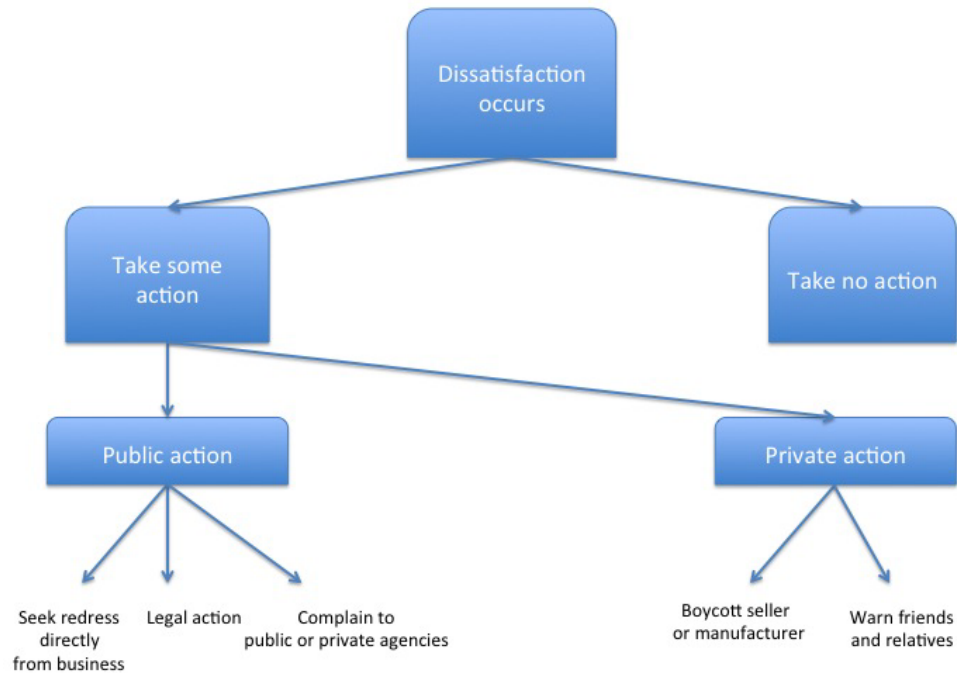 Dissatisfaction
occurs
Take some
action
Take no action
Public action
Private action
Seek redress
directly
from business
Legal action
Complain to
public or private agencies
Boycott seller
or manufacturer
Warn friends
and relatives